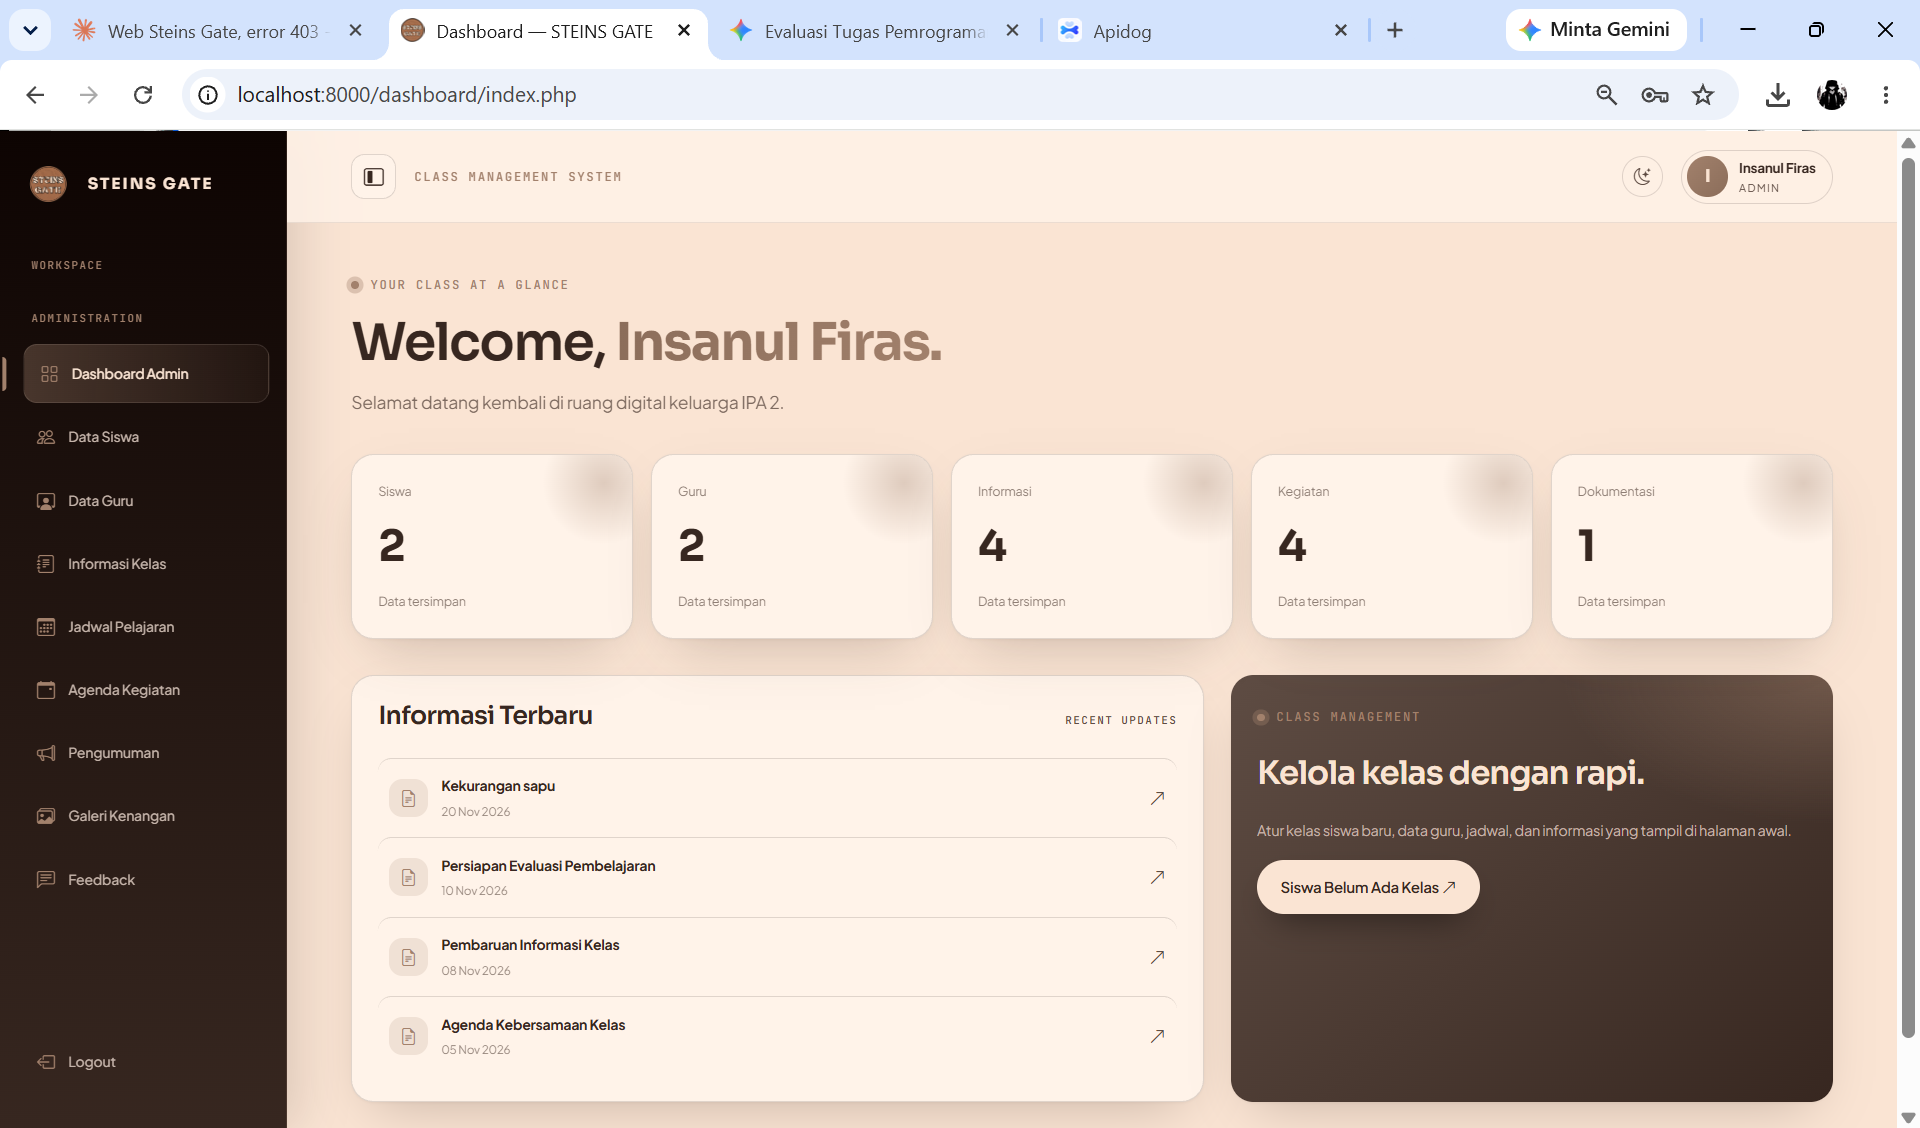 Web Steins Gate, error 403 -
Dashboard — STEINS GATE
Evaluasi Tugas Pemrograma
Apidog
Minta Gemini
localhost:8000/dashboard/index.php
STEINS GATE
STEINS GATE
CLASS MANAGEMENT SYSTEM
I
Insanul Firas
ADMIN
WORKSPACE
ADMINISTRATION
Dashboard Admin
Data Siswa
Data Guru
Informasi Kelas
Jadwal Pelajaran
Agenda Kegiatan
Pengumuman
Galeri Kenangan
Feedback
Logout
YOUR CLASS AT A GLANCE
Welcome, Insanul Firas.
Selamat datang kembali di ruang digital keluarga IPA 2.
Siswa
2
Data tersimpan
Guru
2
Data tersimpan
Informasi
4
Data tersimpan
Kegiatan
4
Data tersimpan
Dokumentasi
1
Data tersimpan
Informasi Terbaru
RECENT UPDATES
Kekurangan sapu
20 Nov 2026
Persiapan Evaluasi Pembelajaran
10 Nov 2026
Pembaruan Informasi Kelas
08 Nov 2026
Agenda Kebersamaan Kelas
05 Nov 2026
CLASS MANAGEMENT
Kelola kelas dengan rapi.
Atur kelas siswa baru, data guru, jadwal, dan informasi yang tampil di halaman awal.
Siswa Belum Ada Kelas